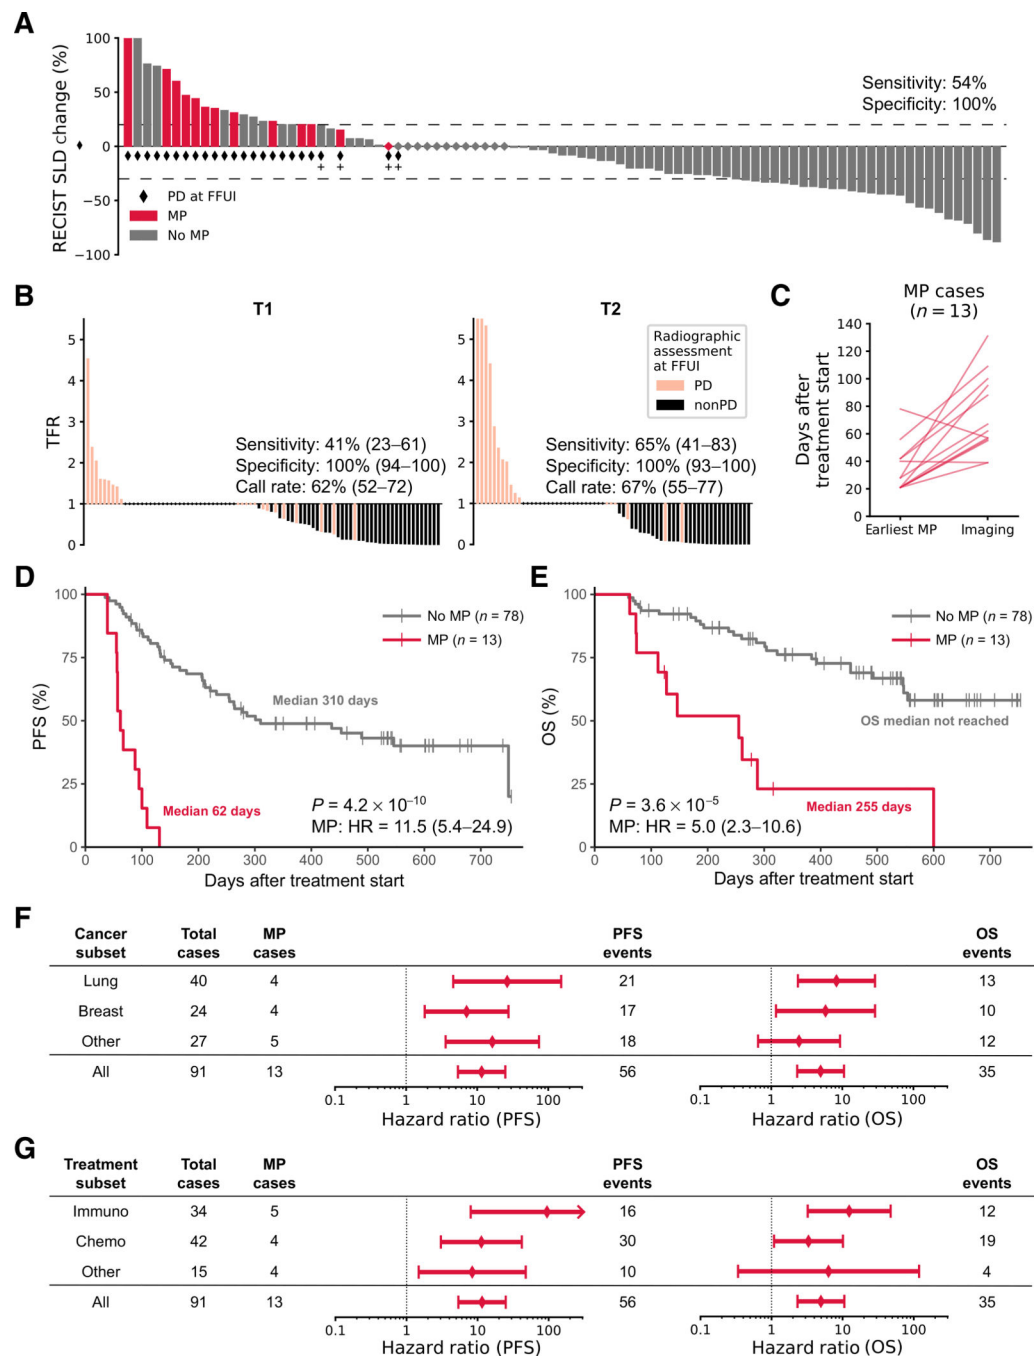 A
RECIST SLD change (%)
100
50
0
−50
−100
Sensitivity: 54%
Specificity: 100%
+ + + +
PD at FFUI
MP
No MP
B
T1
T2
TFR
5
4
3
2
1
0
Sensitivity: 41% (23–61)
Specificity: 100% (94–100)
Call rate: 62% (52–72)
5
4
3
2
1
0
Radiographic
assessment
at FFUI
PD
nonPD
Sensitivity: 65% (41–83)
Specificity: 100% (93–100)
Call rate: 67% (55–77)
C
MP cases
(n = 13)
Days after
treatment start
140
120
100
80
60
40
20
0
Earliest MP Imaging
D
PFS (%)
100
75
50
25
0
No MP (n = 78)
MP (n = 13)
Median 310 days
Median 62 days
P = 4.2 × 10⁻¹⁰
MP: HR = 11.5 (5.4–24.9)
0 100 200 300 400 500 600 700
Days after treatment start
E
OS (%)
100
75
50
25
0
No MP (n = 78)
MP (n = 13)
OS median not reached
Median 255 days
P = 3.6 × 10⁻⁵
MP: HR = 5.0 (2.3–10.6)
0 100 200 300 400 500 600 700
Days after treatment start
F
Cancer subset Total cases MP cases PFS events OS events
Lung 40 4 21 13
Breast 24 4 17 10
Other 27 5 18 12
All 91 13 56 35
0.1 1 10 100 0.1 1 10 100
Hazard ratio (PFS) Hazard ratio (OS)
G
Treatment subset Total cases MP cases PFS events OS events
Immuno 34 5 16 12
Chemo 42 4 30 19
Other 15 4 10 4
All 91 13 56 35
0.1 1 10 100 0.1 1 10 100
Hazard ratio (PFS) Hazard ratio (OS)